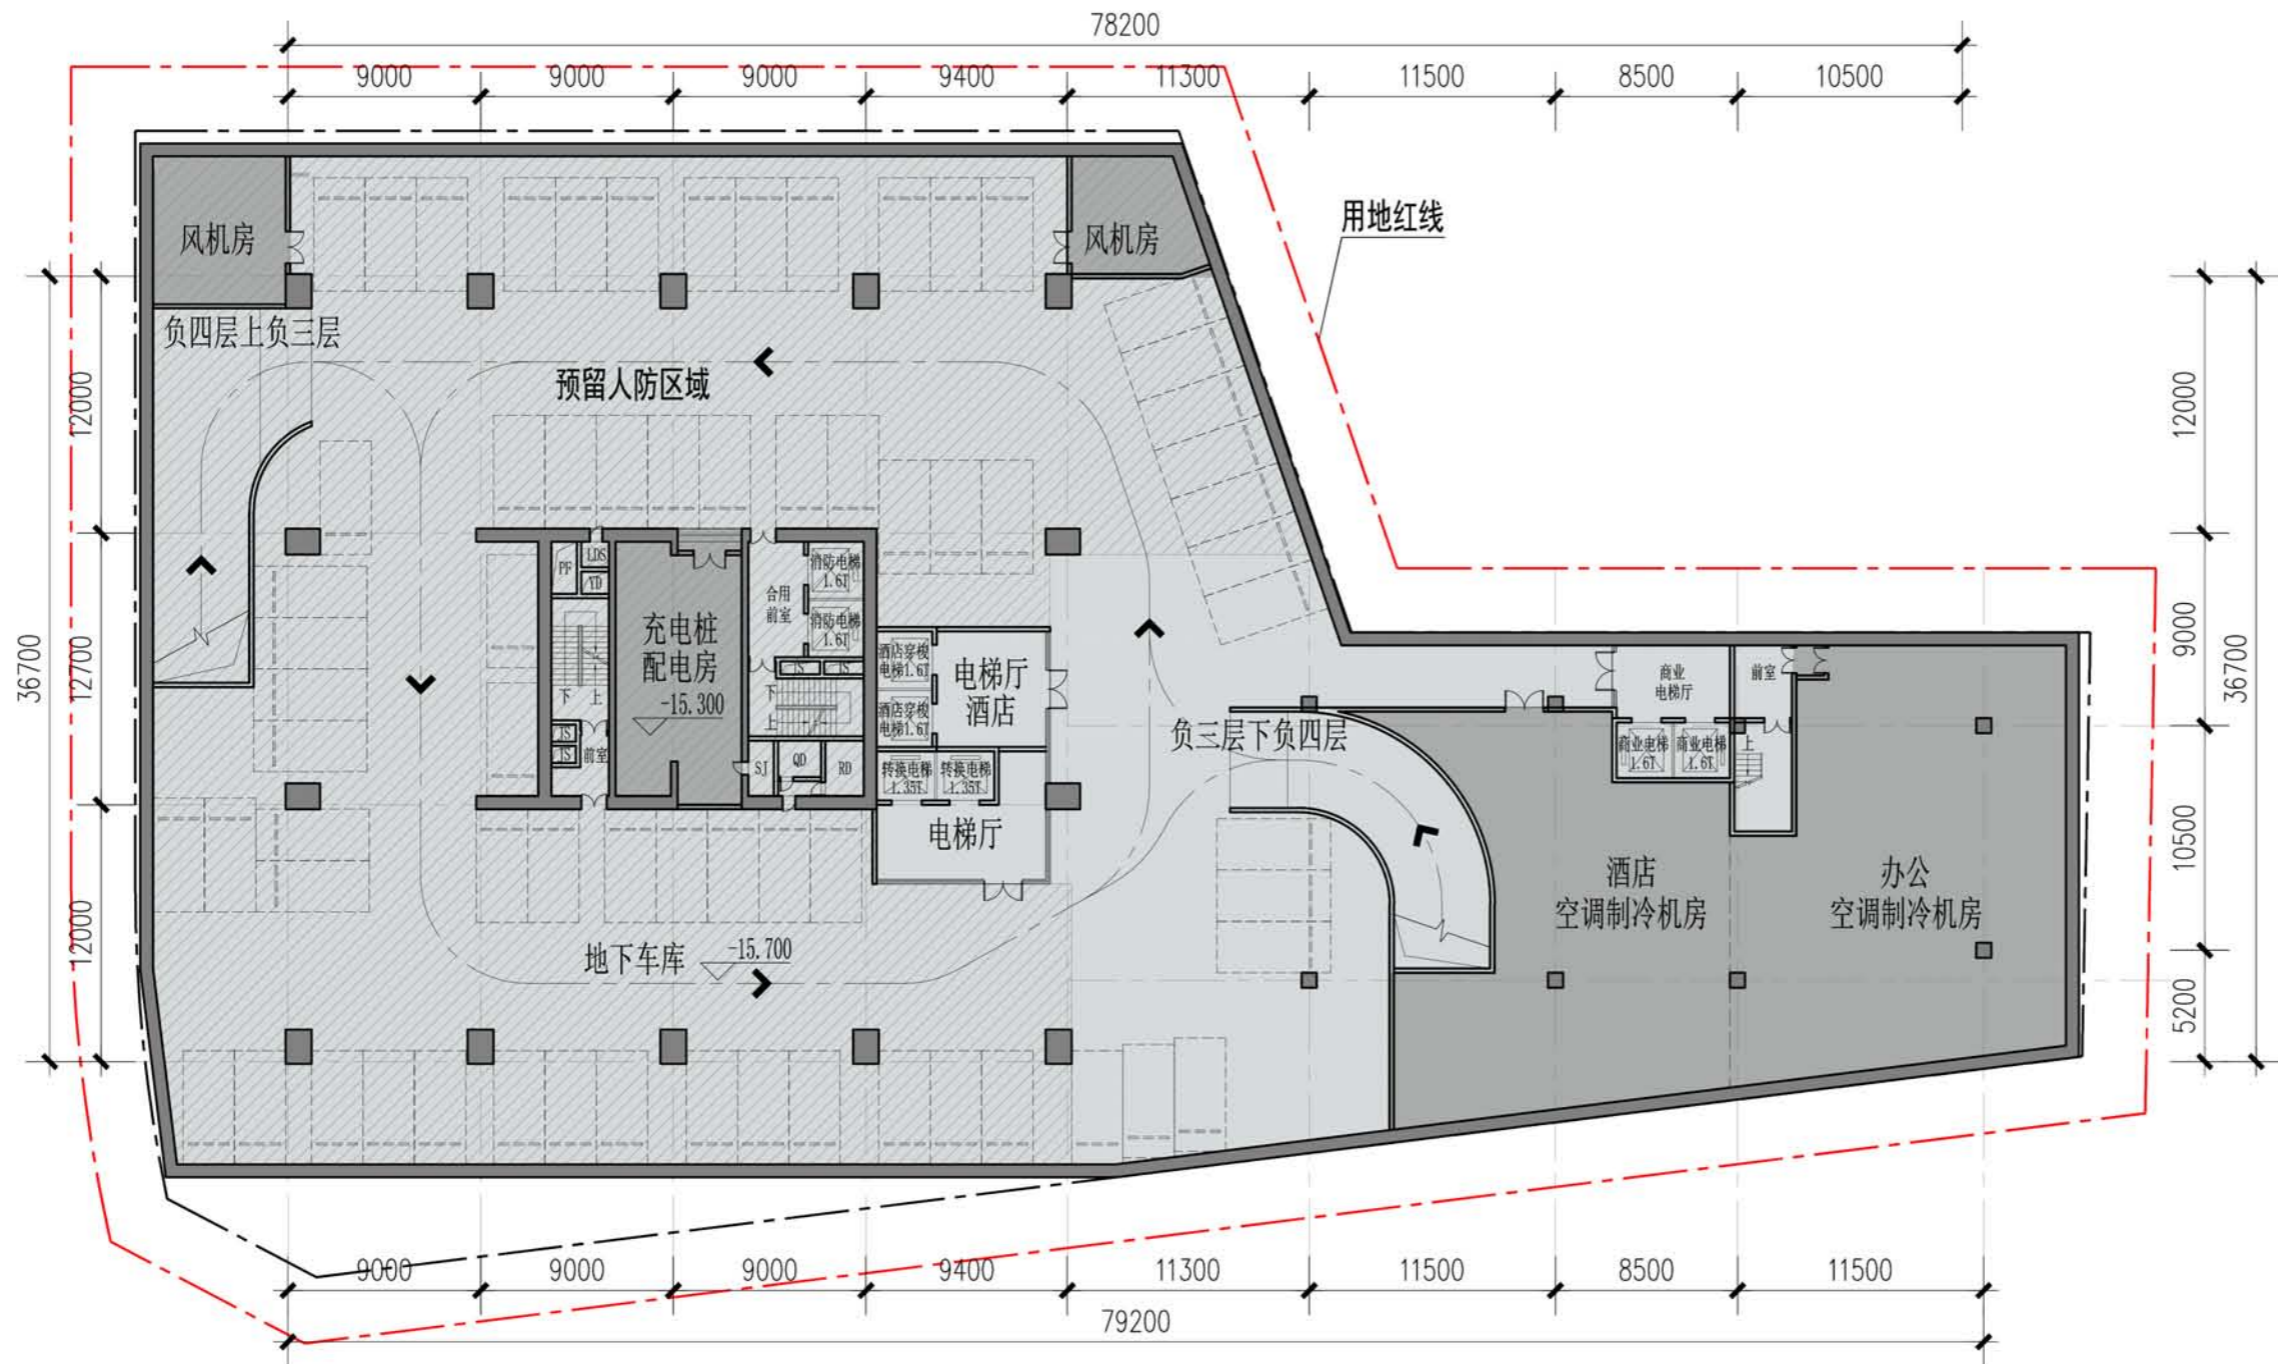 78200
9000 9000 9000 9400 11300 11500 8500 10500
用地红线
风机房
风机房
负四层上负三层
预留人防区域
12000
12700
12000
36700
12000
9000
10500
5200
36700
PF
LDS
YD
合用
前室
消防电梯
1.6T
消防电梯
1.6T
充电桩
配电房
-15.300
下 上
JS
JS
前室
JS JS
下
上
SJ QD RD
酒店穿梭
电梯1.6T
酒店穿梭
电梯1.6T
电梯厅
酒店
转换电梯
1.35T
转换电梯
1.35T
电梯厅
负三层下负四层
商业
电梯厅
前室
商业电梯
1.6T
商业电梯
1.6T
上
酒店
空调制冷机房
办公
空调制冷机房
地下车库
-15.700
9000 9000 9000 9400 11300 11500 8500 11500
79200